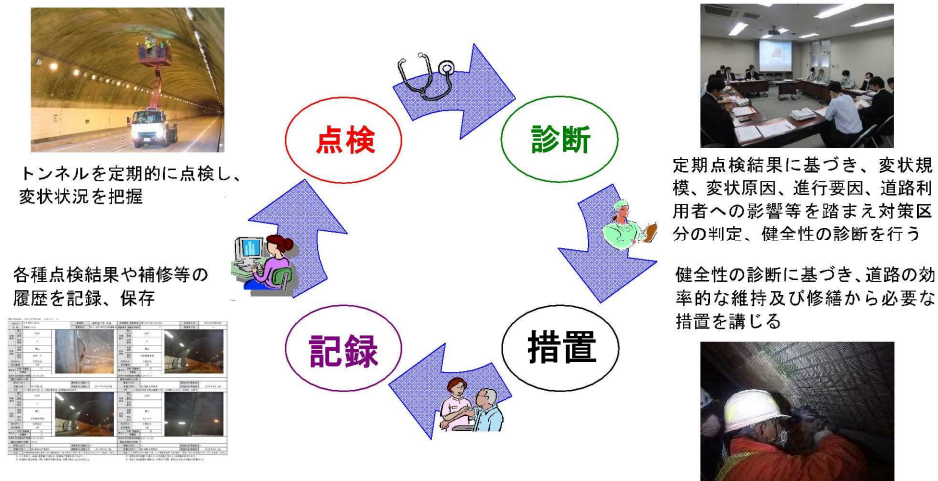 点検
診断
措置
記録
トンネルを定期的に点検し、
変状状況を把握
定期点検結果に基づき、変状規
模、変状原因、進行要因、道路利
用者への影響等を踏まえ対策区
分の判定、健全性の診断を行う
健全性の診断に基づき、道路の効
率的な維持及び修繕から必要な
措置を講じる
各種点検結果や補修等の
履歴を記録、保存